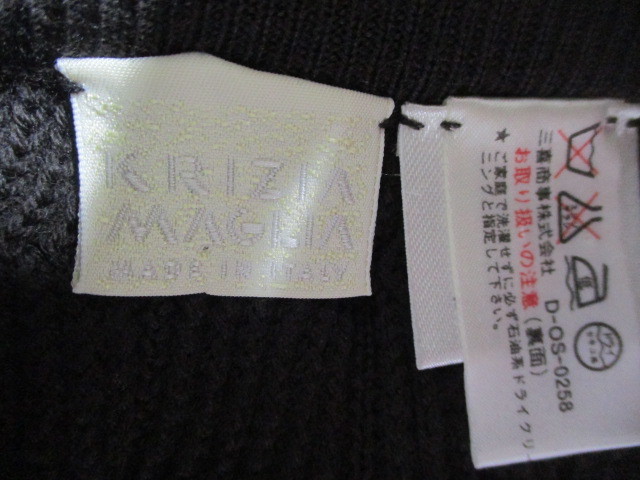 KRIZIA
MAGLIA
MADE IN ITALY
三喜商事株式会社 D-OS-0258
お取り扱いの注意(裏面)
★ご家庭で洗濯せずに必ず石油系ドライクリー
ミングと指定して下さい。